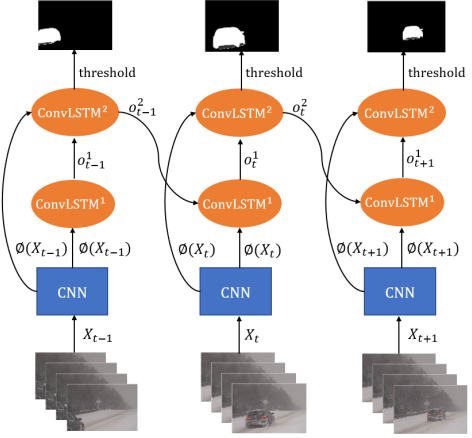 threshold threshold threshold
ConvLSTM² o²ₜ₋₁ ConvLSTM² o²ₜ ConvLSTM²
o¹ₜ₋₁ o¹ₜ o¹ₜ₊₁
ConvLSTM¹ ConvLSTM¹ ConvLSTM¹
∅(Xₜ₋₁) ∅(Xₜ₋₁) ∅(Xₜ) ∅(Xₜ) ∅(Xₜ₊₁) ∅(Xₜ₊₁)
CNN CNN CNN
Xₜ₋₁ Xₜ Xₜ₊₁